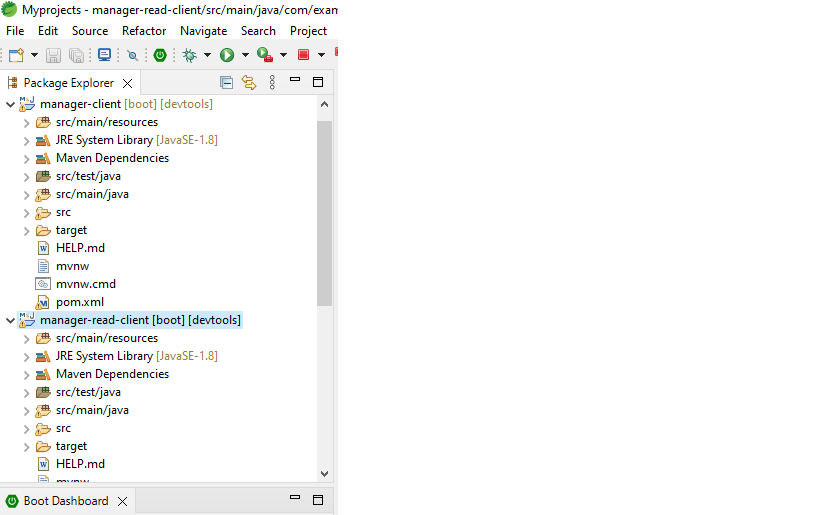 Myprojects - manager-read-client/src/main/java/com/exam
File Edit Source Refactor Navigate Search Project
Package Explorer
manager-client [boot] [devtools]
src/main/resources
JRE System Library [JavaSE-1.8]
Maven Dependencies
src/test/java
src/main/java
src
target
HELP.md
mvnw
mvnw.cmd
pom.xml
manager-read-client [boot] [devtools]
src/main/resources
JRE System Library [JavaSE-1.8]
Maven Dependencies
src/test/java
src/main/java
src
target
HELP.md
mvnw
Boot Dashboard